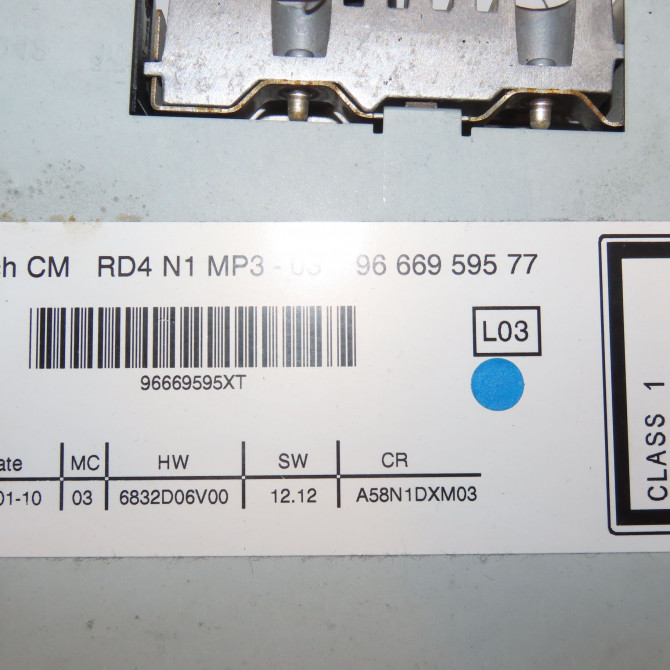 ch CM RD4 N1 MP3 - 03 96 669 595 77
96669595XT
L03
ate MC HW SW CR
01-10 03 6832D06V00 12.12 A58N1DXM03
CLASS 1